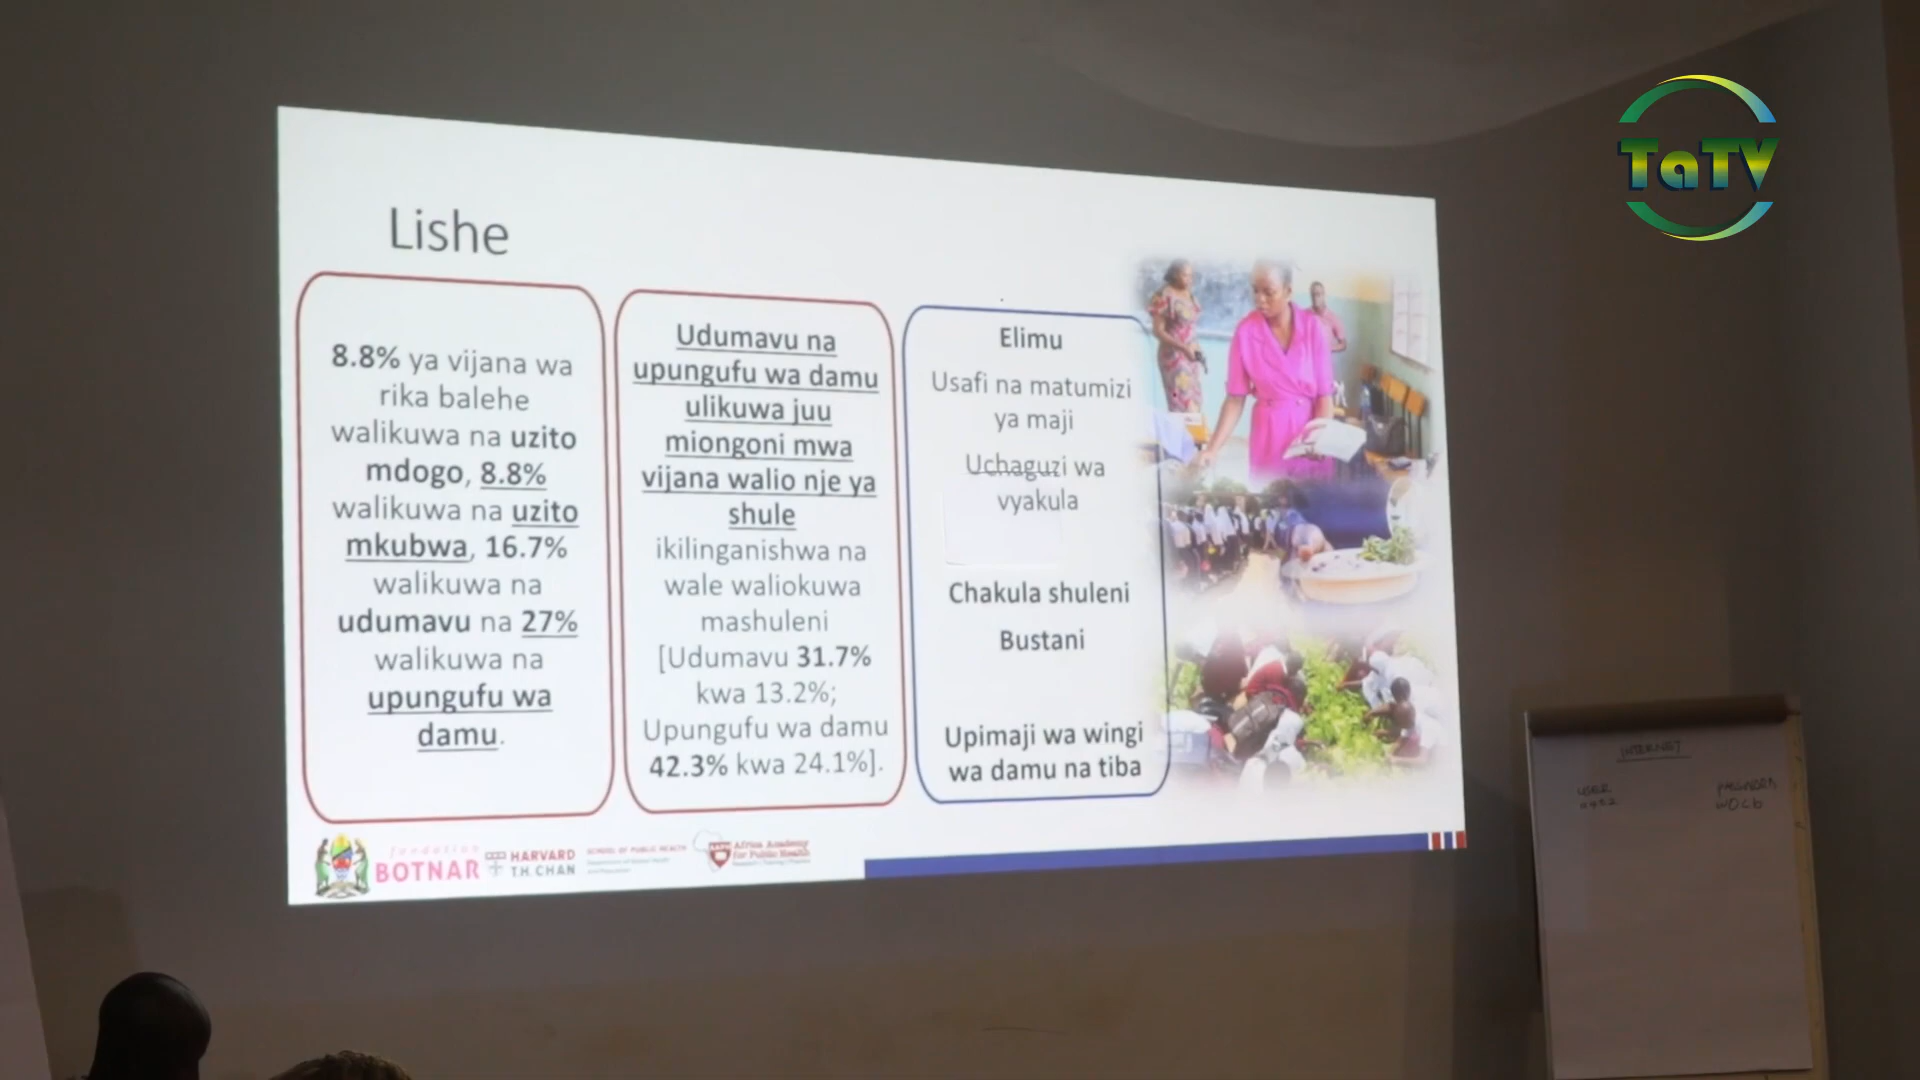 TaTV
Lishe
8.8% ya vijana wa
rika balehe
walikuwa na uzito
mdogo, 8.8%
walikuwa na uzito
mkubwa, 16.7%
walikuwa na
udumavu na 27%
walikuwa na
upungufu wa
damu.
Udumavu na
upungufu wa damu
ulikuwa juu
miongoni mwa
vijana walio nje ya
shule
ikilinganishwa na
wale waliokuwa
mashuleni
[Udumavu 31.7%
kwa 13.2%;
Upungufu wa damu
42.3% kwa 24.1%].
Elimu
Usafi na matumizi
ya maji
Uchaguzi wa
vyakula
Chakula shuleni
Bustani
Upimaji wa wingi
wa damu na tiba
fondation
BOTNAR
HARVARD
T.H. CHAN
SCHOOL OF PUBLIC HEALTH
Africa Academy
for Public Health
INTERNET
USER